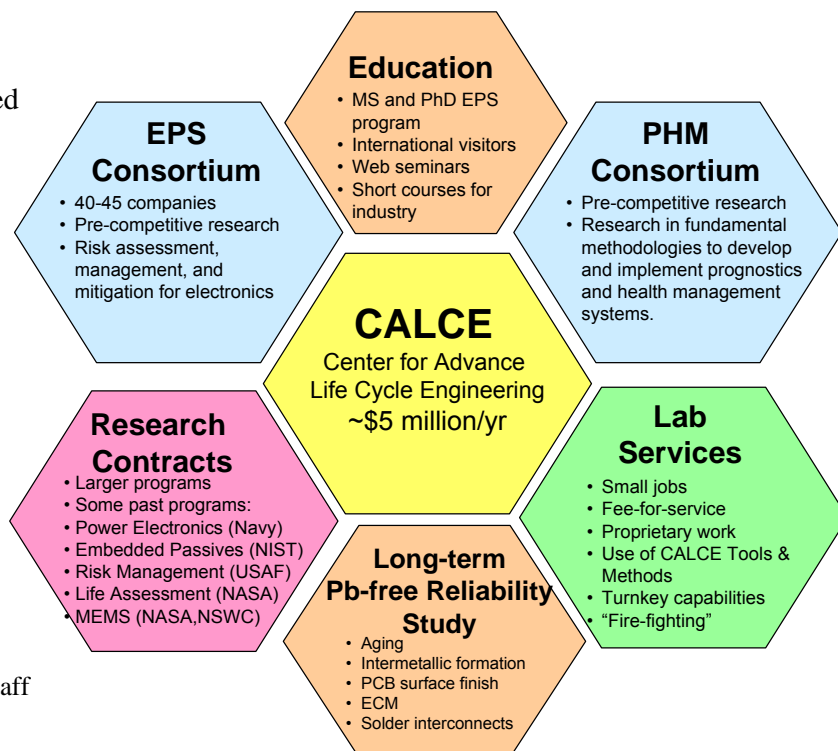 ed
aff
Education
• MS and PhD EPS
program
• International visitors
• Web seminars
• Short courses for
industry
EPS
Consortium
• 40-45 companies
• Pre-competitive research
• Risk assessment,
management, and
mitigation for electronics
PHM
Consortium
• Pre-competitive research
• Research in fundamental
methodologies to develop
and implement prognostics
and health management
systems.
CALCE
Center for Advance
Life Cycle Engineering
~$5 million/yr
Research
Contracts
• Larger programs
• Some past programs:
• Power Electronics (Navy)
• Embedded Passives (NIST)
• Risk Management (USAF)
• Life Assessment (NASA)
• MEMS (NASA,NSWC)
Lab
Services
• Small jobs
• Fee-for-service
• Proprietary work
• Use of CALCE Tools &
Methods
• Turnkey capabilities
• “Fire-fighting”
Long-term
Pb-free Reliability
Study
• Aging
• Intermetallic formation
• PCB surface finish
• ECM
• Solder interconnects